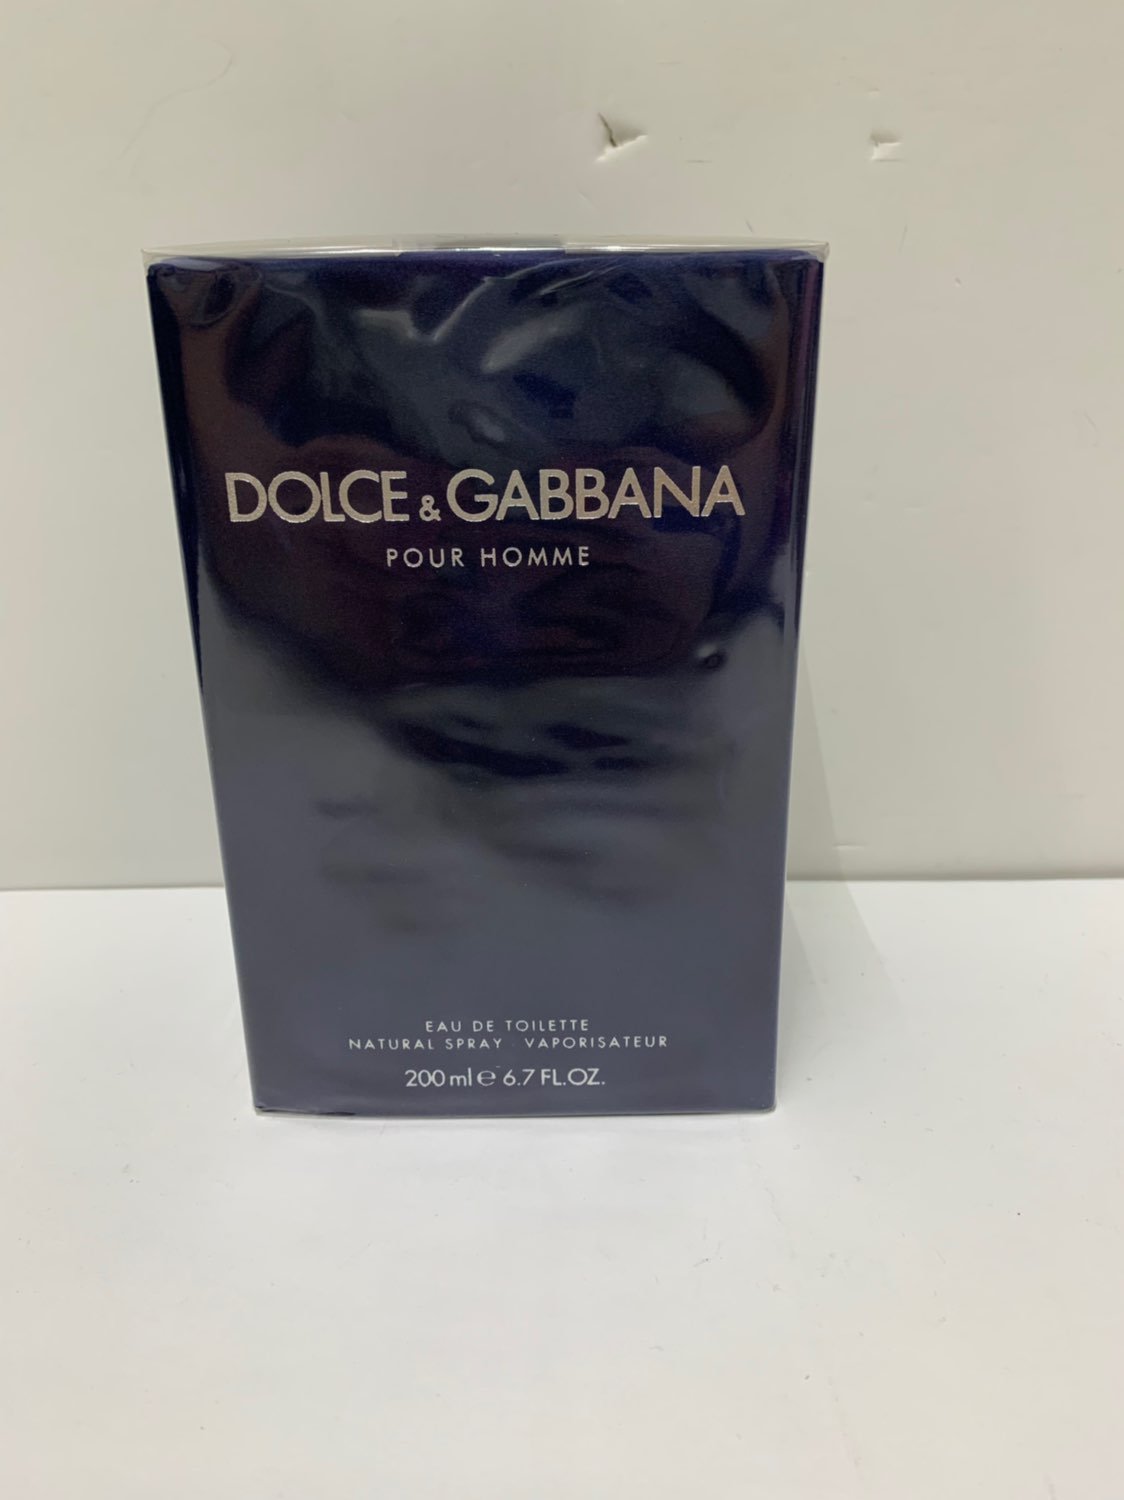 DOLCE & GABBANA
POUR HOMME
EAU DE TOILETTE
NATURAL SPRAY · VAPORISATEUR
200 ml ℮ 6.7 FL.OZ.